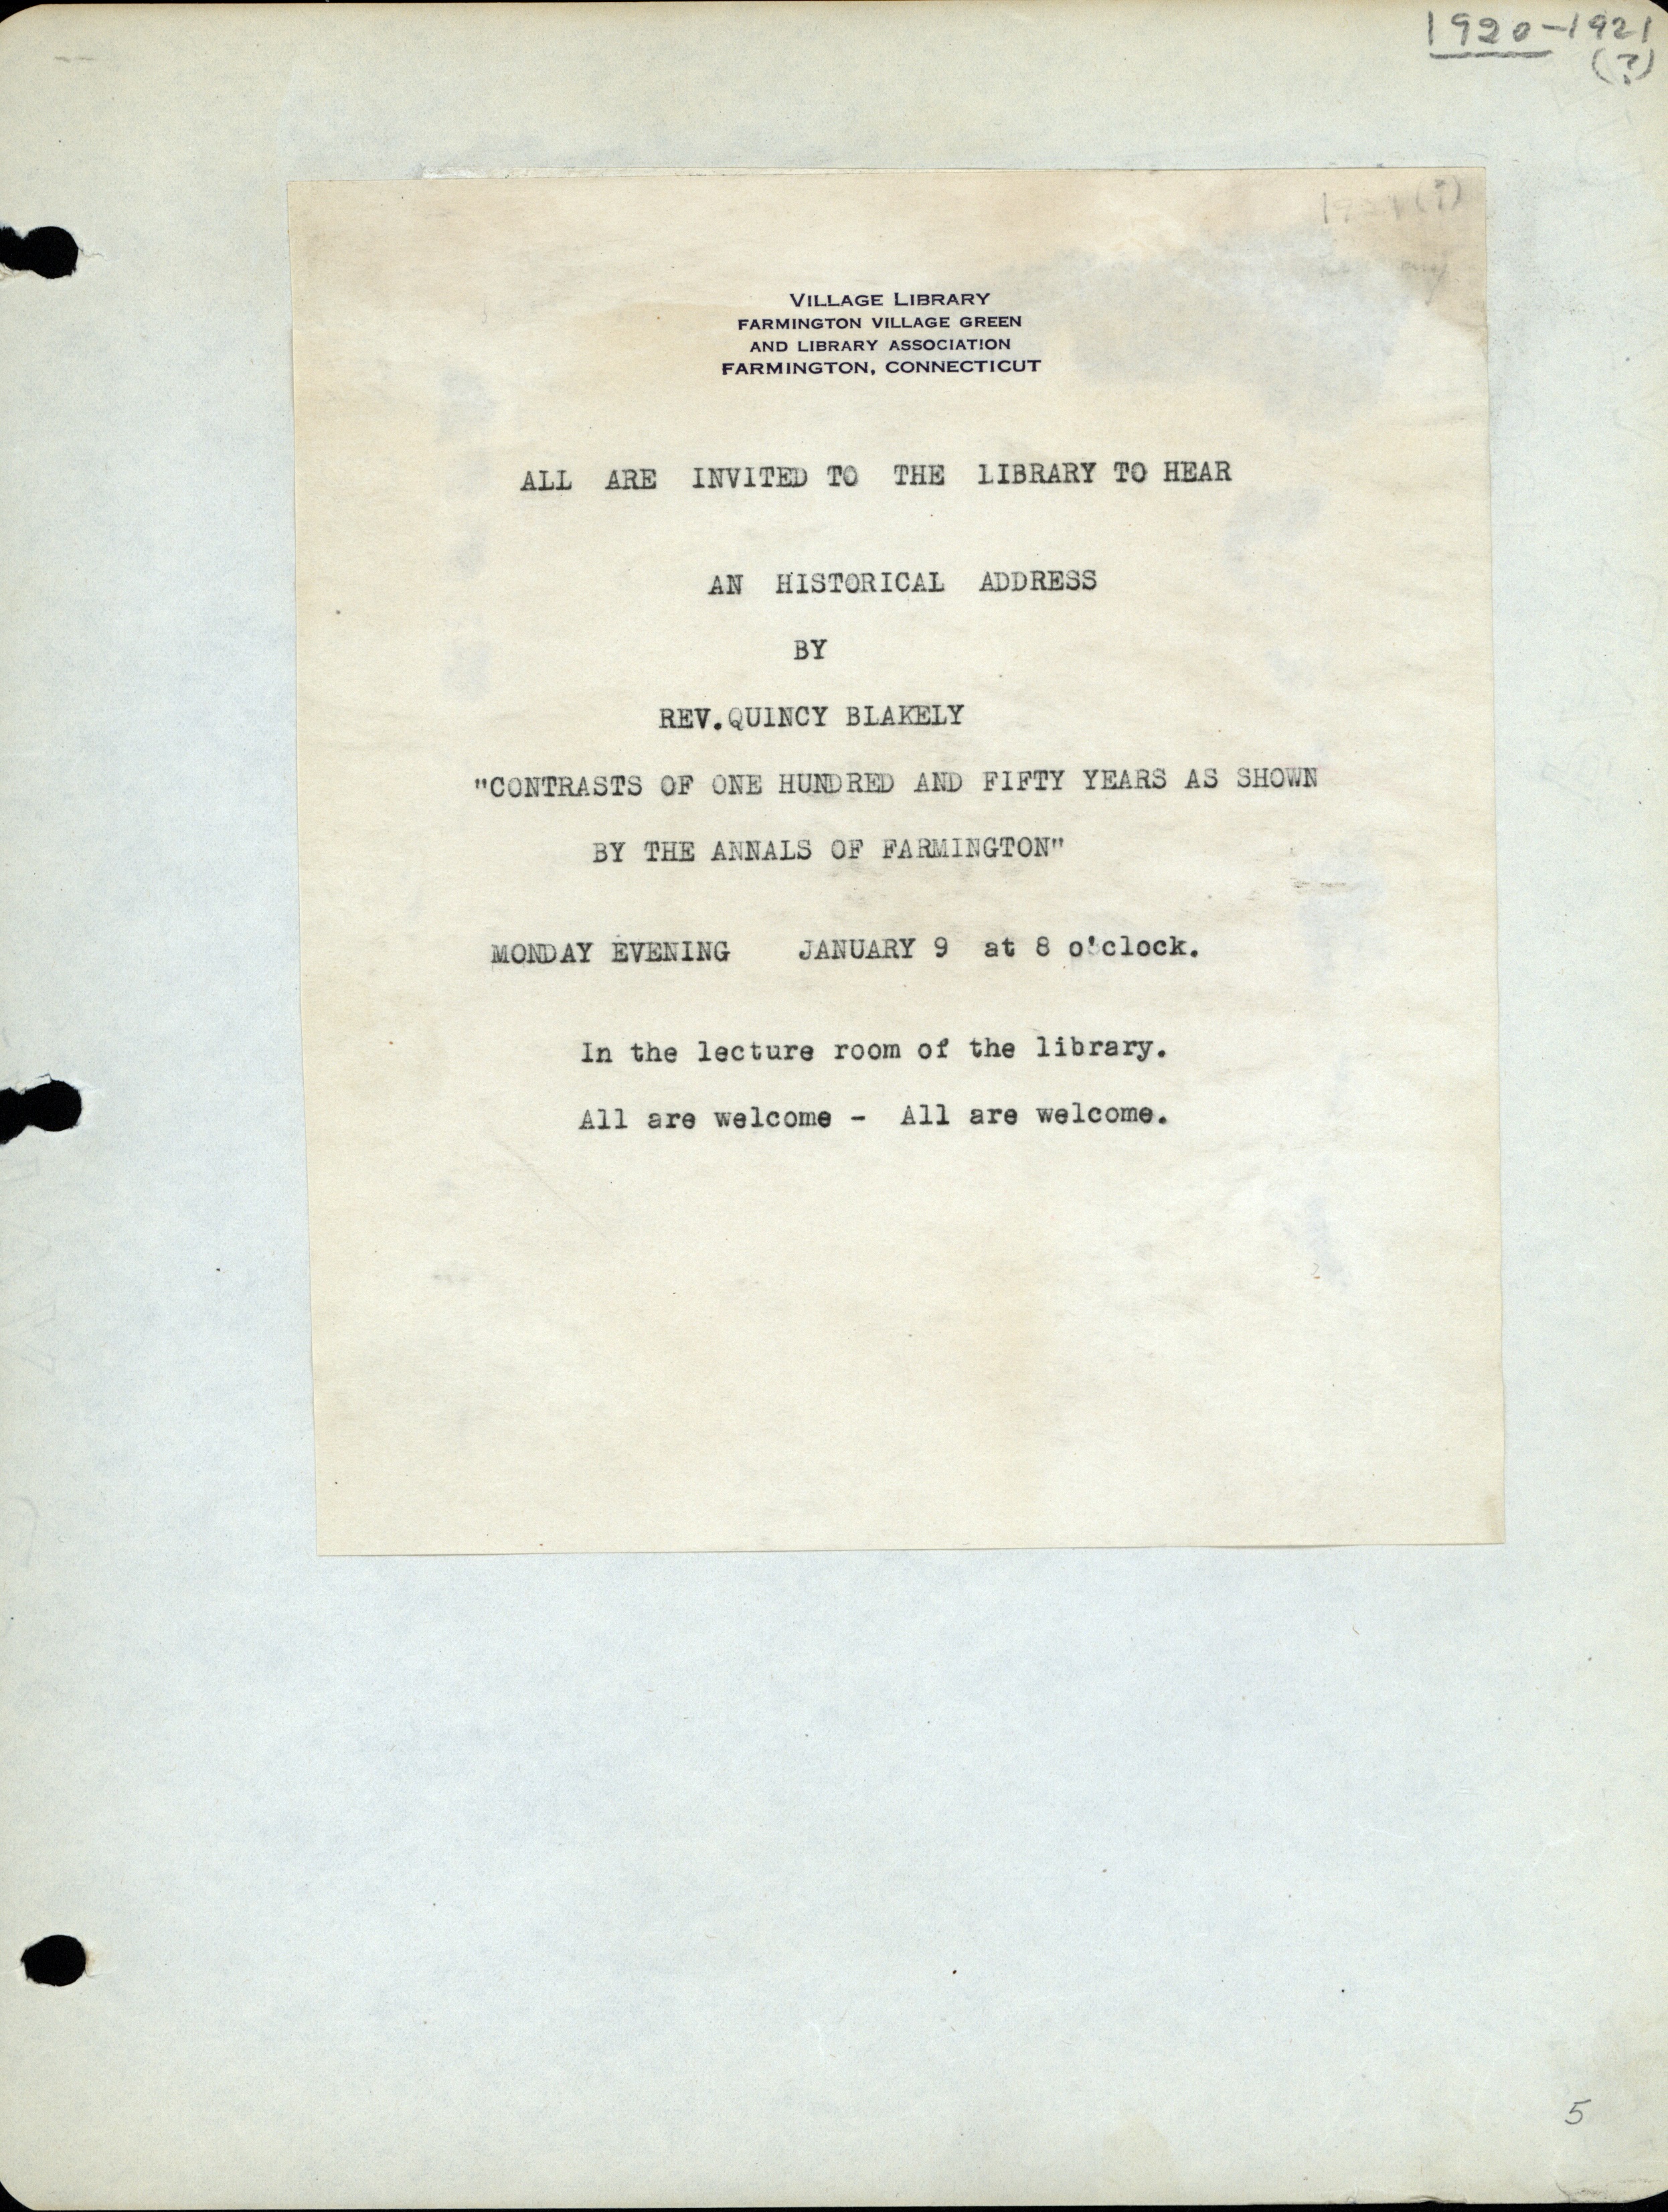 1920-1921
(?)
VILLAGE LIBRARY
FARMINGTON VILLAGE GREEN
AND LIBRARY ASSOCIATION
FARMINGTON, CONNECTICUT
ALL ARE INVITED TO THE LIBRARY TO HEAR
AN HISTORICAL ADDRESS
BY
REV.QUINCY BLAKELY
"CONTRASTS OF ONE HUNDRED AND FIFTY YEARS AS SHOWN
BY THE ANNALS OF FARMINGTON"
MONDAY EVENING JANUARY 9 at 8 o'clock.
In the lecture room of the library.
All are welcome - All are welcome.
5